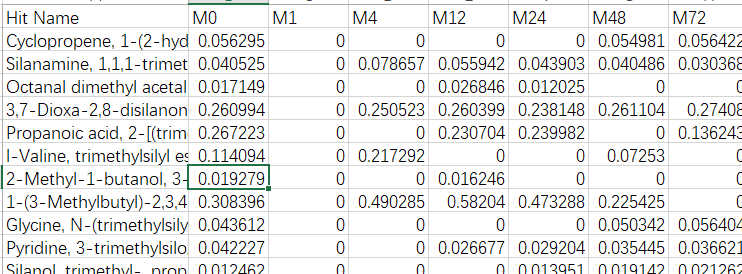 Hit Name M0 M1 M4 M12 M24 M48 M72
Cyclopropene, 1-(2-hyd 0.056295 0 0 0 0 0.054981 0.056422
Silanamine, 1,1,1-trimet 0.040525 0 0.078657 0.055942 0.043903 0.040486 0.030368
Octanal dimethyl acetal 0.017149 0 0 0.026846 0.012025 0 0
3,7-Dioxa-2,8-disilanon 0.260994 0 0.250523 0.260399 0.238148 0.261104 0.27408
Propanoic acid, 2-[(trim 0.267223 0 0 0.230704 0.239982 0 0.136243
l-Valine, trimethylsilyl es 0.114094 0 0.217292 0 0 0.07253 0
2-Methyl-1-butanol, 3- 0.019279 0 0 0.016246 0 0 0
1-(3-Methylbutyl)-2,3,4 0.308396 0 0.490285 0.58204 0.473288 0.225425 0
Glycine, N-(trimethylsily 0.043612 0 0 0 0 0.050342 0.056404
Pyridine, 3-trimethylsilo 0.042227 0 0 0.026677 0.029204 0.035445 0.036621
Silanol, trimethyl-, prop 0.012462 0 0 0 0.013951 0.019142 0.021262